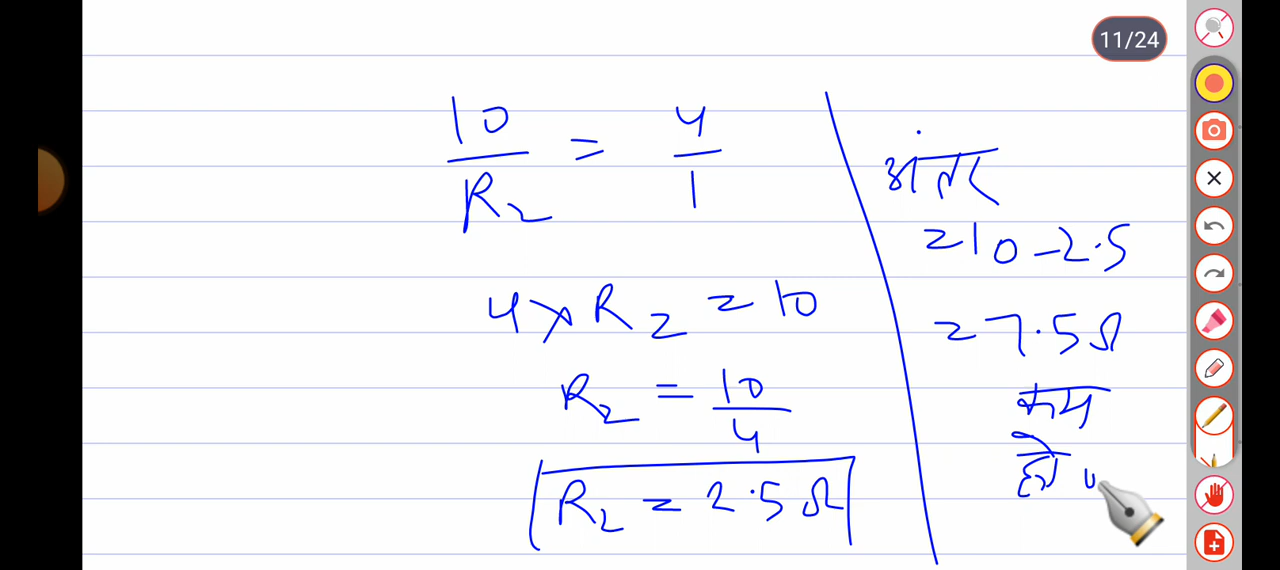 11/24
10/R₂ = 4/1
4 × R₂ = 10
R₂ = 10/4
R₂ = 2.5 Ω
अंतर
= 10 - 2.5
= 7.5 Ω
कम